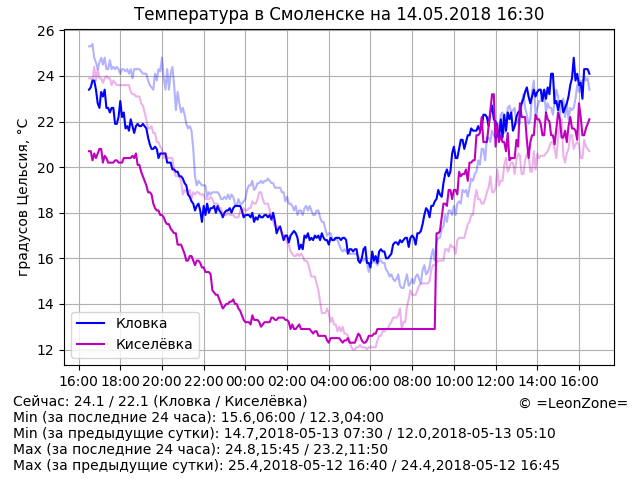 Температура в Смоленске на 14.05.2018 16:30
26
24
22
20
18
16
14
12
градусов Цельсия, °C
Кловка
Киселёвка
16:00 18:00 20:00 22:00 00:00 02:00 04:00 06:00 08:00 10:00 12:00 14:00 16:00
Сейчас: 24.1 / 22.1 (Кловка / Киселёвка)
© =LeonZone=
Min (за последние 24 часа): 15.6,06:00 / 12.3,04:00
Min (за предыдущие сутки): 14.7,2018-05-13 07:30 / 12.0,2018-05-13 05:10
Max (за последние 24 часа): 24.8,15:45 / 23.2,11:50
Max (за предыдущие сутки): 25.4,2018-05-12 16:40 / 24.4,2018-05-12 16:45